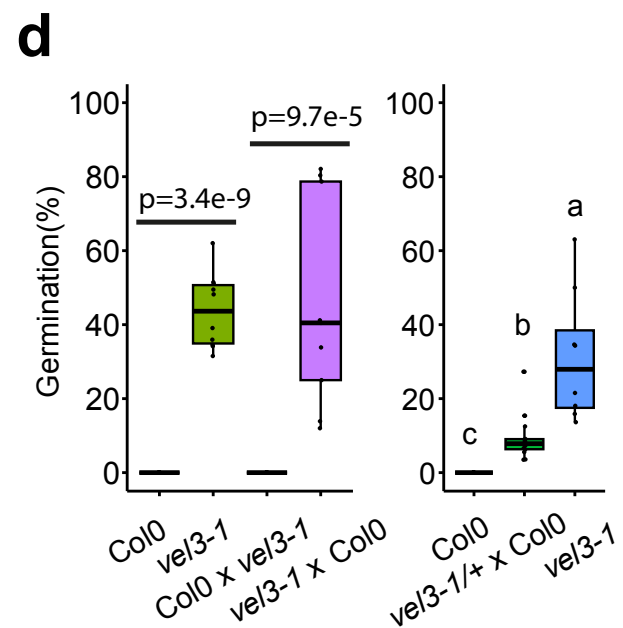 d
p=3.4e-9
p=9.7e-5
Germination(%)
100
80
60
40
20
0
Col0
vel3-1
Col0 x vel3-1
vel3-1 x Col0
100
80
60
40
20
0
c
b
a
Col0
vel3-1/+ x Col0
vel3-1